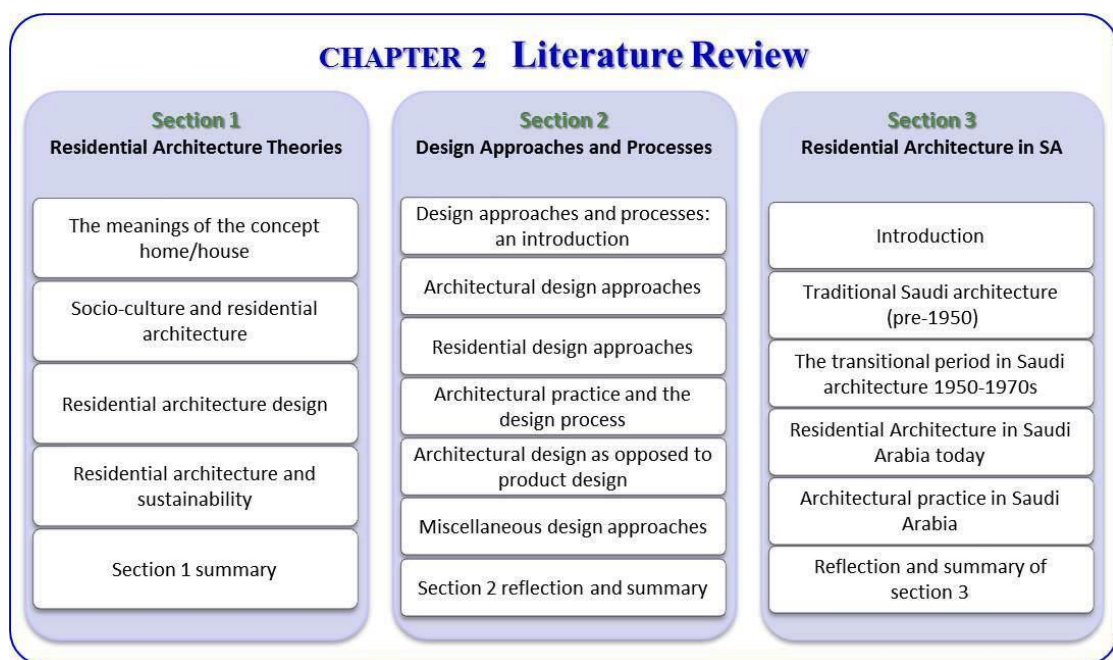 CHAPTER 2 Literature Review
Section 1
Residential Architecture Theories
The meanings of the concept
home/house
Socio-culture and residential
architecture
Residential architecture design
Residential architecture and
sustainability
Section 1 summary
Section 2
Design Approaches and Processes
Design approaches and processes:
an introduction
Architectural design approaches
Residential design approaches
Architectural practice and the
design process
Architectural design as opposed to
product design
Miscellaneous design approaches
Section 2 reflection and summary
Section 3
Residential Architecture in SA
Introduction
Traditional Saudi architecture
(pre-1950)
The transitional period in Saudi
architecture 1950-1970s
Residential Architecture in Saudi
Arabia today
Architectural practice in Saudi
Arabia
Reflection and summary of
section 3